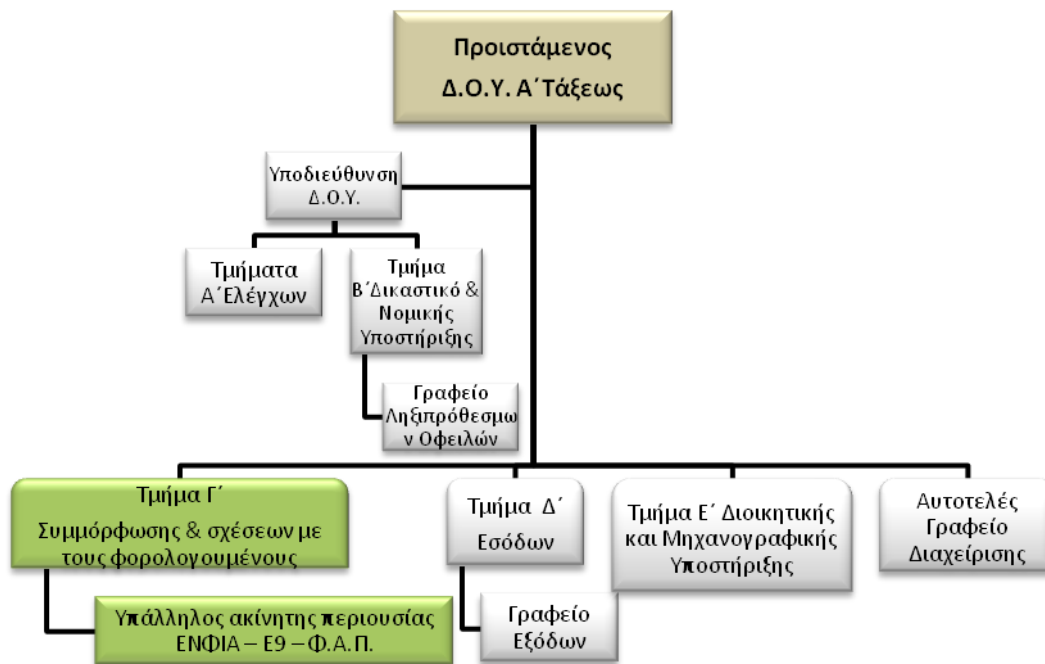 Προιστάμενος
Δ.Ο.Υ. Α΄Τάξεως
Υποδιεύθυνση
Δ.Ο.Υ.
Τμήματα
Α΄Ελέγχων
Τμήμα
Β΄Δικαστικό &
Νομικής
Υποστήριξης
Γραφείο
Ληξιπρόθεσμω
ν Οφειλών
Τμήμα Γ΄
Συμμόρφωσης & σχέσεων με
τους φορολογουμένους
Υπάλληλος ακίνητης περιουσίας
ΕΝΦΙΑ – Ε9 – Φ.Α.Π.
Τμήμα Δ΄
Εσόδων
Γραφείο
Εξόδων
Τμήμα Ε΄ Διοικητικής
και Μηχανογραφικής
Υποστήριξης
Αυτοτελές
Γραφείο
Διαχείρισης